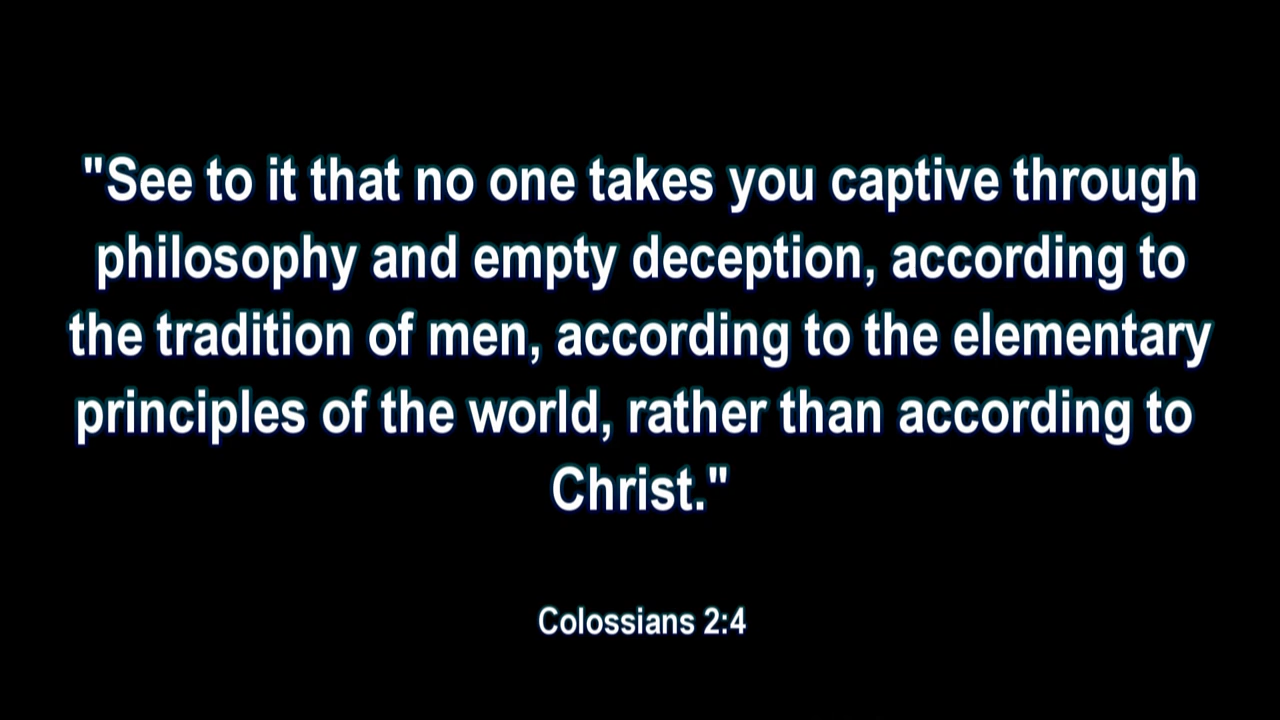 "See to it that no one takes you captive through
philosophy and empty deception, according to
the tradition of men, according to the elementary
principles of the world, rather than according to
Christ."
Colossians 2:4